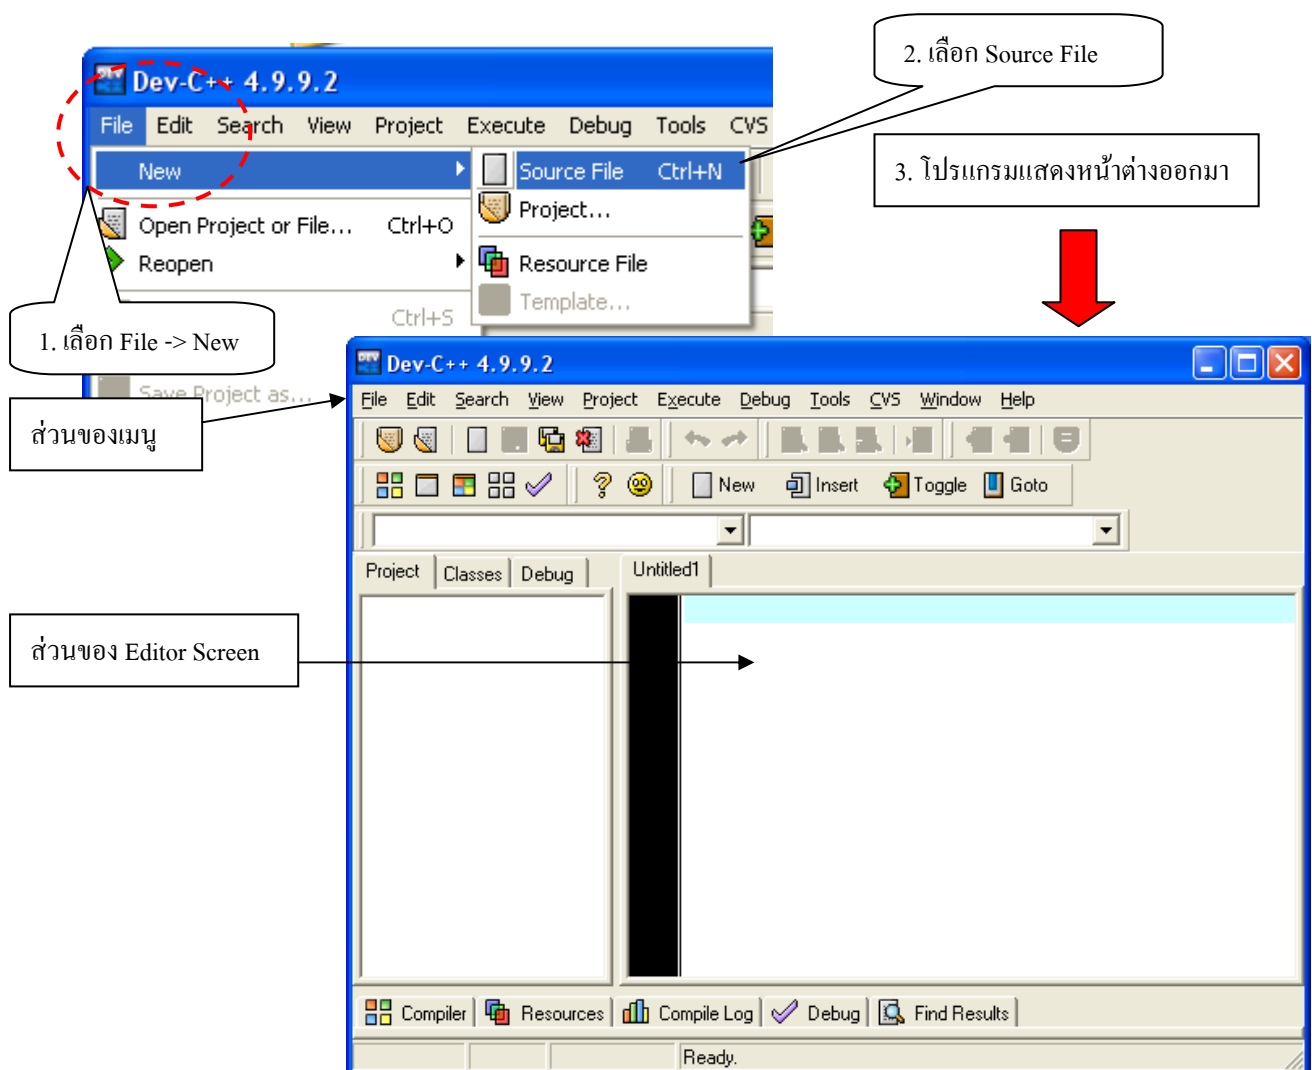 2. เลือก Source File
Dev-C++ 4.9.9.2
File Edit Search View Project Execute Debug Tools CVS
New
Source File Ctrl+N
3. โปรแกรมแสดงหน้าต่างออกมา
Project...
Open Project or File... Ctrl+O
Reopen
Resource File
Template...
Ctrl+S
1. เลือก File -> New
Save Project as...
Dev-C++ 4.9.9.2
File Edit Search View Project Execute Debug Tools CVS Window Help
ส่วนของเมนู
New Insert Toggle Goto
Project Classes Debug
Untitled1
ส่วนของ Editor Screen
Compiler Resources Compile Log Debug Find Results
Ready.